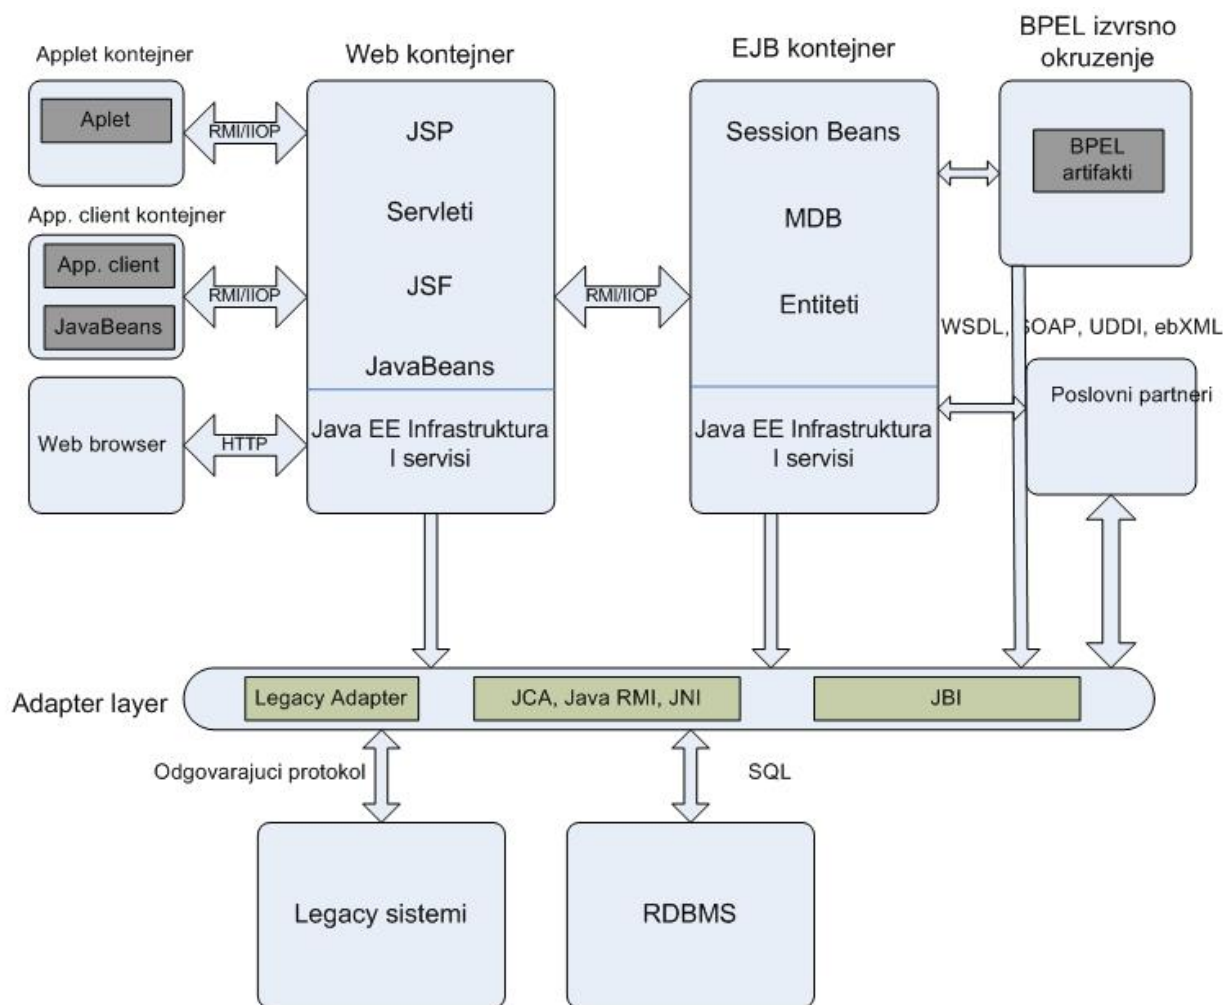 Applet kontejner
Web kontejner
EJB kontejner
BPEL izvrsno
okruzenje
Aplet
RMI/IIOP
JSP
Session Beans
BPEL
artifakti
App. client kontejner
Servleti
MDB
App. client
RMI/IIOP
JSF
RMI/IIOP
Entiteti
JavaBeans
WSDL, SOAP, UDDI, ebXML
JavaBeans
Poslovni partneri
Web browser
HTTP
Java EE Infrastruktura
I servisi
Java EE Infrastruktura
I servisi
Adapter layer
Legacy Adapter
JCA, Java RMI, JNI
JBI
Odgovarajuci protokol
SQL
Legacy sistemi
RDBMS